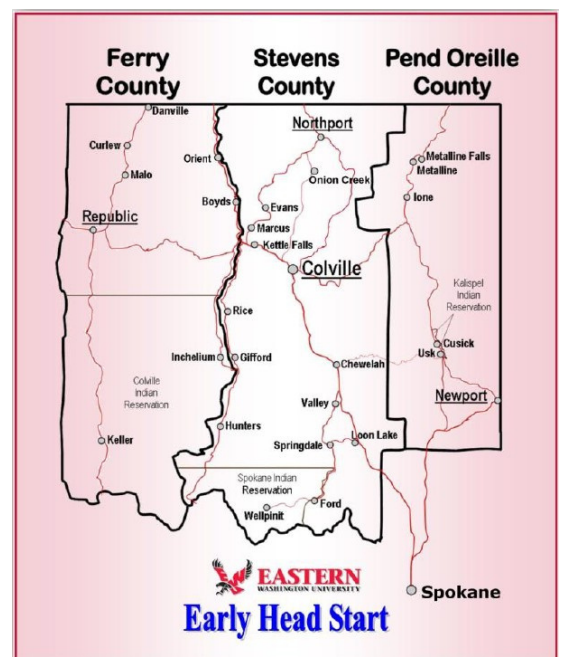 Ferry
County
Stevens
County
Pend Oreille
County
Danville
Northport
Curlew
Orient
Metalline Falls
Metalline
Malo
Onion Creek
Ione
Boyds
Evans
Republic
Marcus
Kettle Falls
Colville
Kalispel
Indian
Reservation
Rice
Cusick
Usk
Inchelium
Gifford
Chewelah
Colville
Indian
Reservation
Newport
Valley
Hunters
Loon Lake
Keller
Springdale
Spokane Indian
Reservation
Ford
Wellpinit
EASTERN
WASHINGTON UNIVERSITY
Spokane
Early Head Start